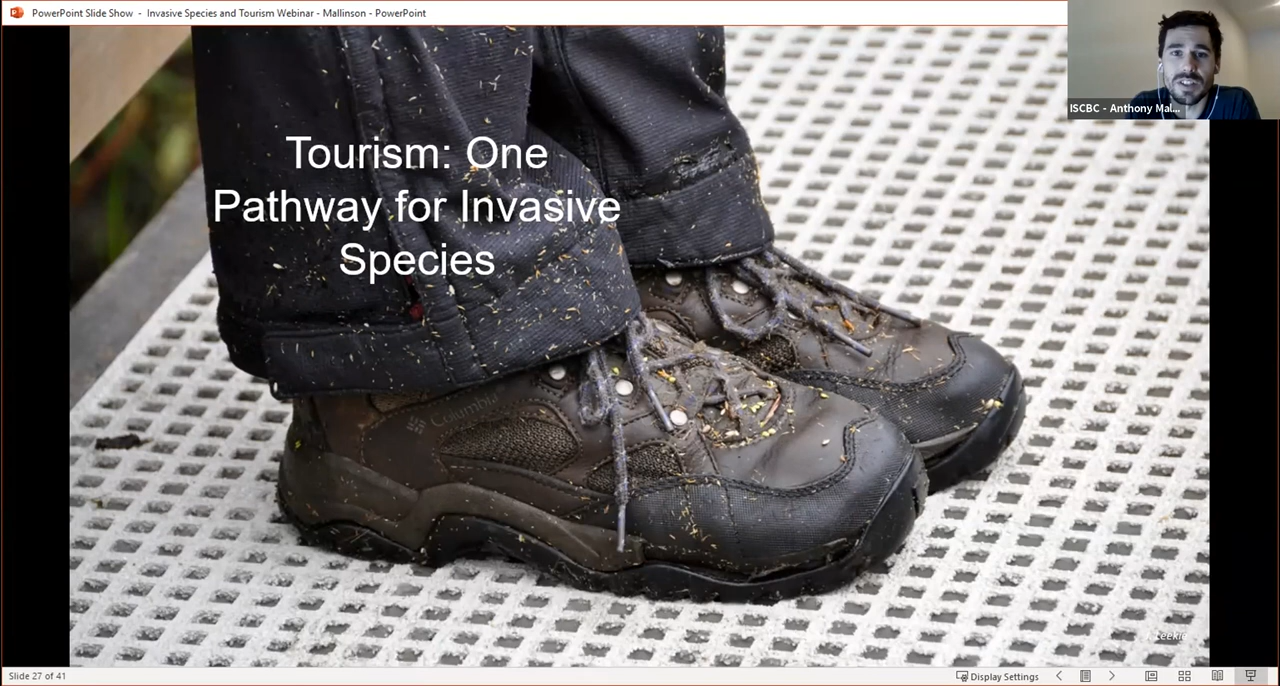 PowerPoint Slide Show - Invasive Species and Tourism Webinar - Mallinson - PowerPoint
ISCBC - Anthony Mal...
Tourism: One
Pathway for Invasive
Species
Columbia
Leekie
Slide 27 of 41
Display Settings